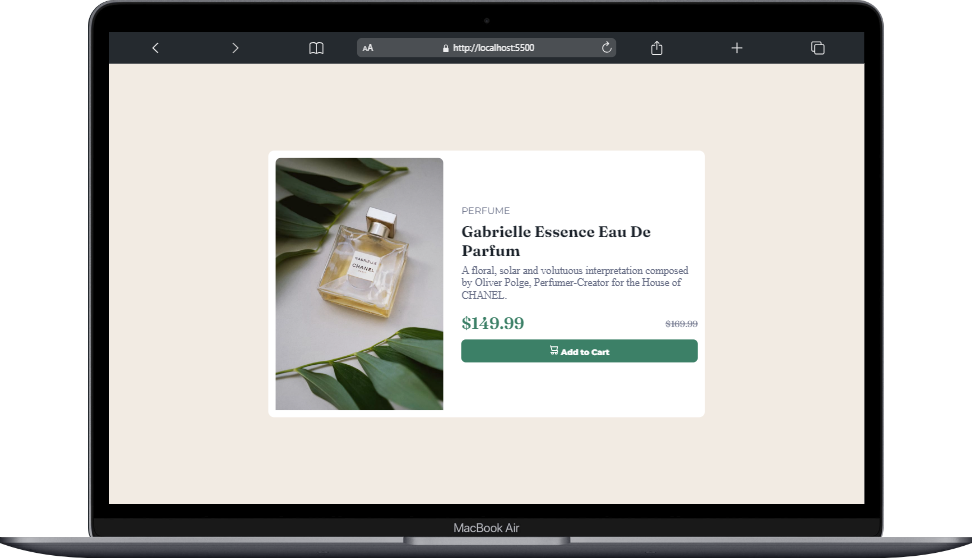 AA
http://localhost:5500
PERFUME
Gabrielle Essence Eau De
Parfum
A floral, solar and volutuous interpretation composed
by Oliver Polge, Perfumer-Creator for the House of
CHANEL.
$149.99
$169.99
Add to Cart
GABRIELLE
CHANEL
MacBook Air